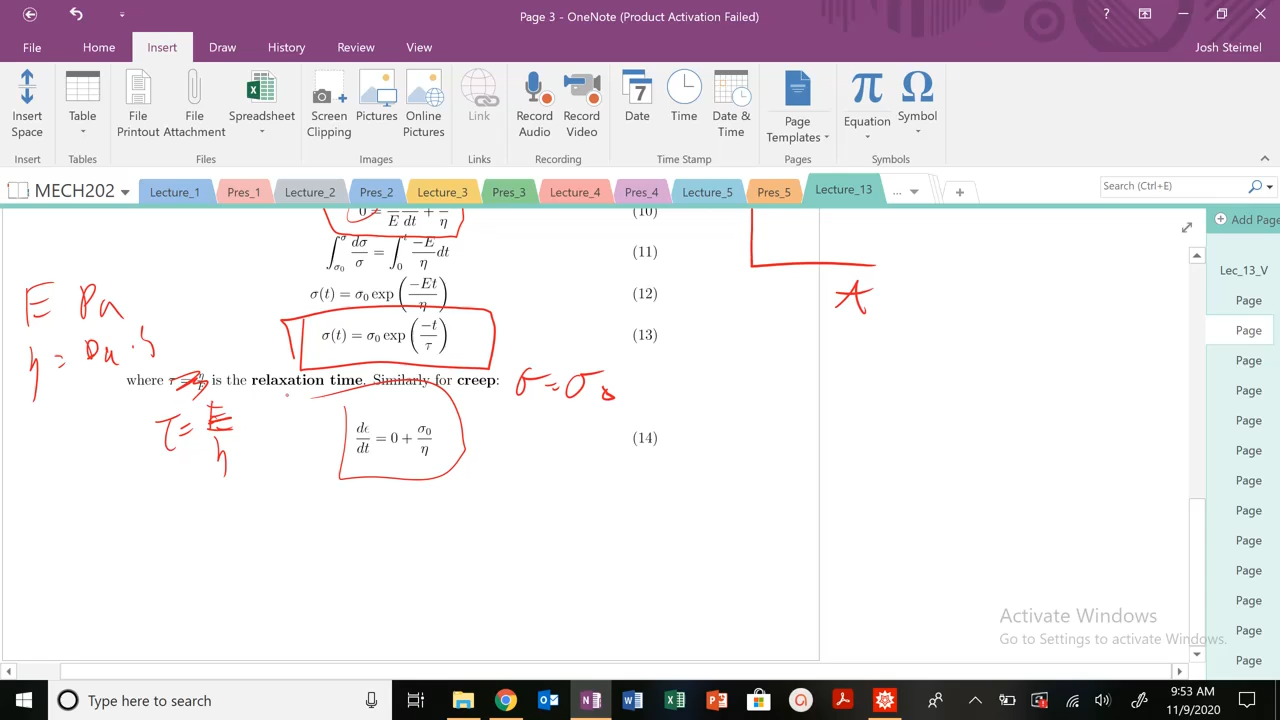 Page 3 - OneNote (Product Activation Failed)
?
File Home Insert Draw History Review View Josh Steimel
Insert Space Table File Printout File Attachment Spreadsheet Screen Clipping Pictures Online Pictures Link Record Audio Record Video Date Time Date & Time Page Templates Equation Symbol
Insert Tables Files Images Links Recording Time Stamp Pages Symbols
MECH202 Lecture_1 Pres_1 Lecture_2 Pres_2 Lecture_3 Pres_3 Lecture_4 Pres_4 Lecture_5 Pres_5 Lecture_13 ... + Search (Ctrl+E)
Add Page
(10)
∫_{σ0}^{σ} dσ/σ = ∫_0^t -E/η dt (11)
σ(t) = σ0 exp(-Et/η) (12)
σ(t) = σ0 exp(-t/τ) (13)
E Pa
η = Pa·s
where τ = η/E is the relaxation time. Similarly for creep: σ = σ0
τ = E/η
dϵ/dt = 0 + σ0/η (14)
Lec_13_V
Page
Page
Page
Page
Page
Page
Page
Page
Page
Page
Page
Page
Page
Activate Windows
Go to Settings to activate Windows.
Type here to search
9:53 AM
11/9/2020